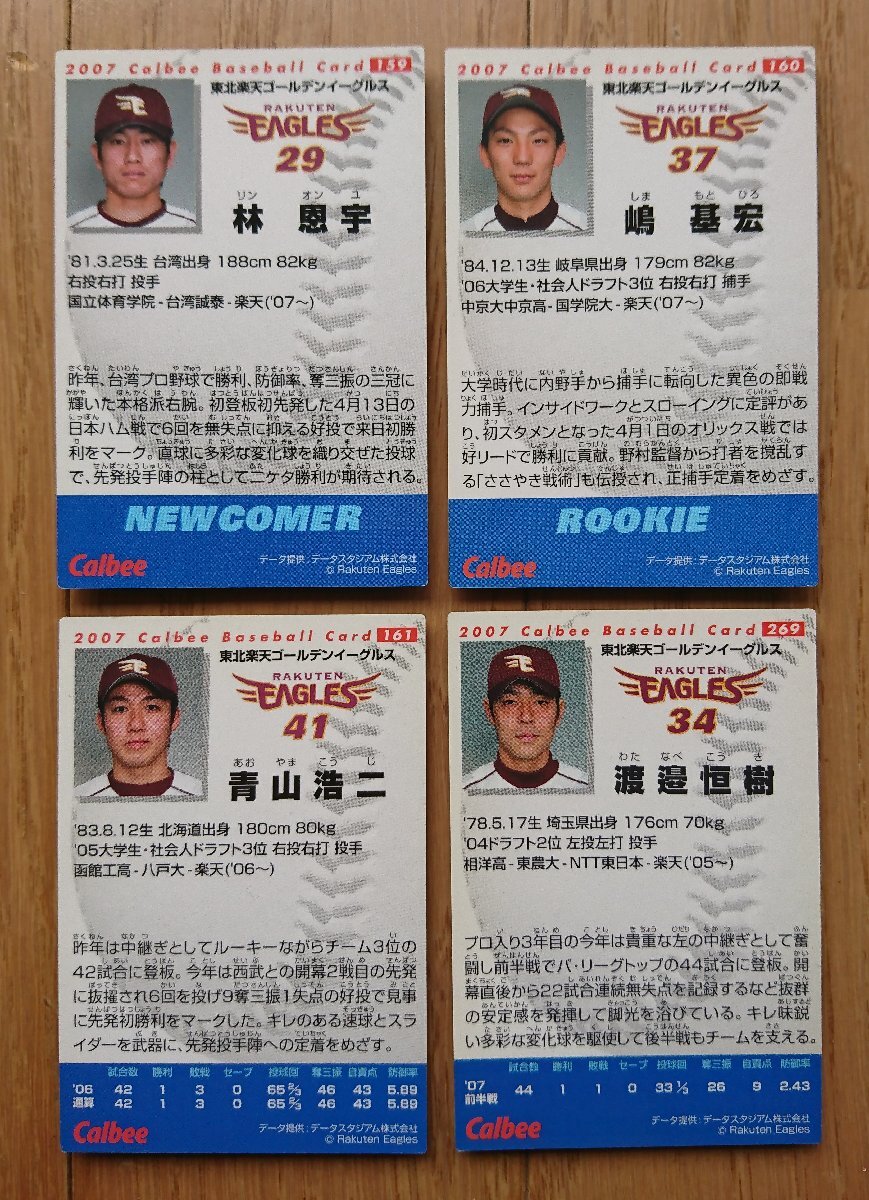 2007 Calbee Baseball Card 159
東北楽天ゴールデンイーグルス
RAKUTEN
EAGLES
29
リン オン ユ
林 恩宇
'81.3.25生 台湾出身 188cm 82kg
右投右打 投手
国立体育学院-台湾誠泰-楽天('07~)
昨年、台湾プロ野球で勝利、防御率、奪三振の三冠に
輝いた本格派右腕。初登板初先発した4月13日の
日本ハム戦で6回を無失点に抑える好投で来日初勝
利をマーク。直球に多彩な変化球を織り交ぜた投球
で、先発投手陣の柱として二ケタ勝利が期待される。
NEWCOMER
Calbee
データ提供:データスタジアム株式会社
© Rakuten Eagles
2007 Calbee Baseball Card 160
東北楽天ゴールデンイーグルス
RAKUTEN
EAGLES
37
しま もと ひろ
嶋 基宏
'84.12.13生 岐阜県出身 179cm 82kg
'06大学生・社会人ドラフト3位 右投右打 捕手
中京大中京高-国学院大-楽天('07~)
大学時代に内野手から捕手に転向した異色の即戦
力捕手。インサイドワークとスローイングに定評があ
り、初スタメンとなった4月1日のオリックス戦では
好リードで勝利に貢献。野村監督から打者を撹乱す
る「ささやき戦術」も伝授され、正捕手定着をめざす。
ROOKIE
Calbee
データ提供:データスタジアム株式会社
© Rakuten Eagles
2007 Calbee Baseball Card 161
東北楽天ゴールデンイーグルス
RAKUTEN
EAGLES
41
あお やま こう じ
青山浩二
'83.8.12生 北海道出身 180cm 80kg
'05大学生・社会人ドラフト3位 右投右打 投手
函館工高-八戸大-楽天('06~)
昨年は中継ぎとしてルーキーながらチーム3位の
42試合に登板。今年は西武との開幕2戦目の先発
に抜擢され6回を投げ9奪三振1失点の好投で見事
に先発初勝利をマークした。キレのある速球とスラ
イダーを武器に、先発投手陣への定着をめざす。
試合数 勝利 敗戦 セーブ 投球回 奪三振 自責点 防御率
'06 42 1 3 0 65 2/3 46 43 5.89
通算 42 1 3 0 65 2/3 46 43 5.89
Calbee
データ提供:データスタジアム株式会社
© Rakuten Eagles
2007 Calbee Baseball Card 269
東北楽天ゴールデンイーグルス
RAKUTEN
EAGLES
34
わた なべ こう き
渡邉恒樹
'78.5.17生 埼玉県出身 176cm 70kg
'04ドラフト2位 左投左打 投手
相洋高-東農大-NTT東日本-楽天('05~)
プロ入り3年目の今年は貴重な左の中継ぎとして奮
闘し前半戦でパ・リーグトップの44試合に登板。開
幕直後から22試合連続無失点を記録するなど抜群
の安定感を発揮して脚光を浴びている。キレ味鋭
い多彩な変化球を駆使して後半戦もチームを支える。
試合数 勝利 敗戦 セーブ 投球回 奪三振 自責点 防御率
'07 前半戦 44 1 1 0 33 1/3 26 9 2.43
Calbee
データ提供:データスタジアム株式会社
© Rakuten Eagles